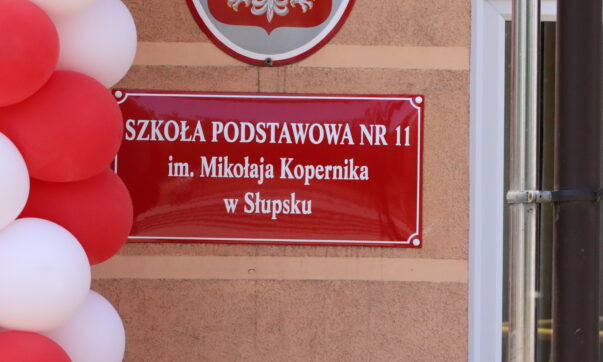 SZKOŁA PODSTAWOWA NR 11
im. Mikołaja Kopernika
w Słupsku